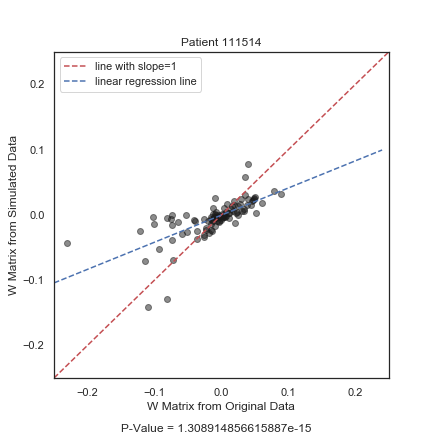 Patient 111514
line with slope=1
linear regression line
W Matrix from Simulated Data
0.2
0.1
0.0
−0.1
−0.2
−0.2
−0.1
0.0
0.1
0.2
W Matrix from Original Data
P-Value = 1.308914856615887e-15